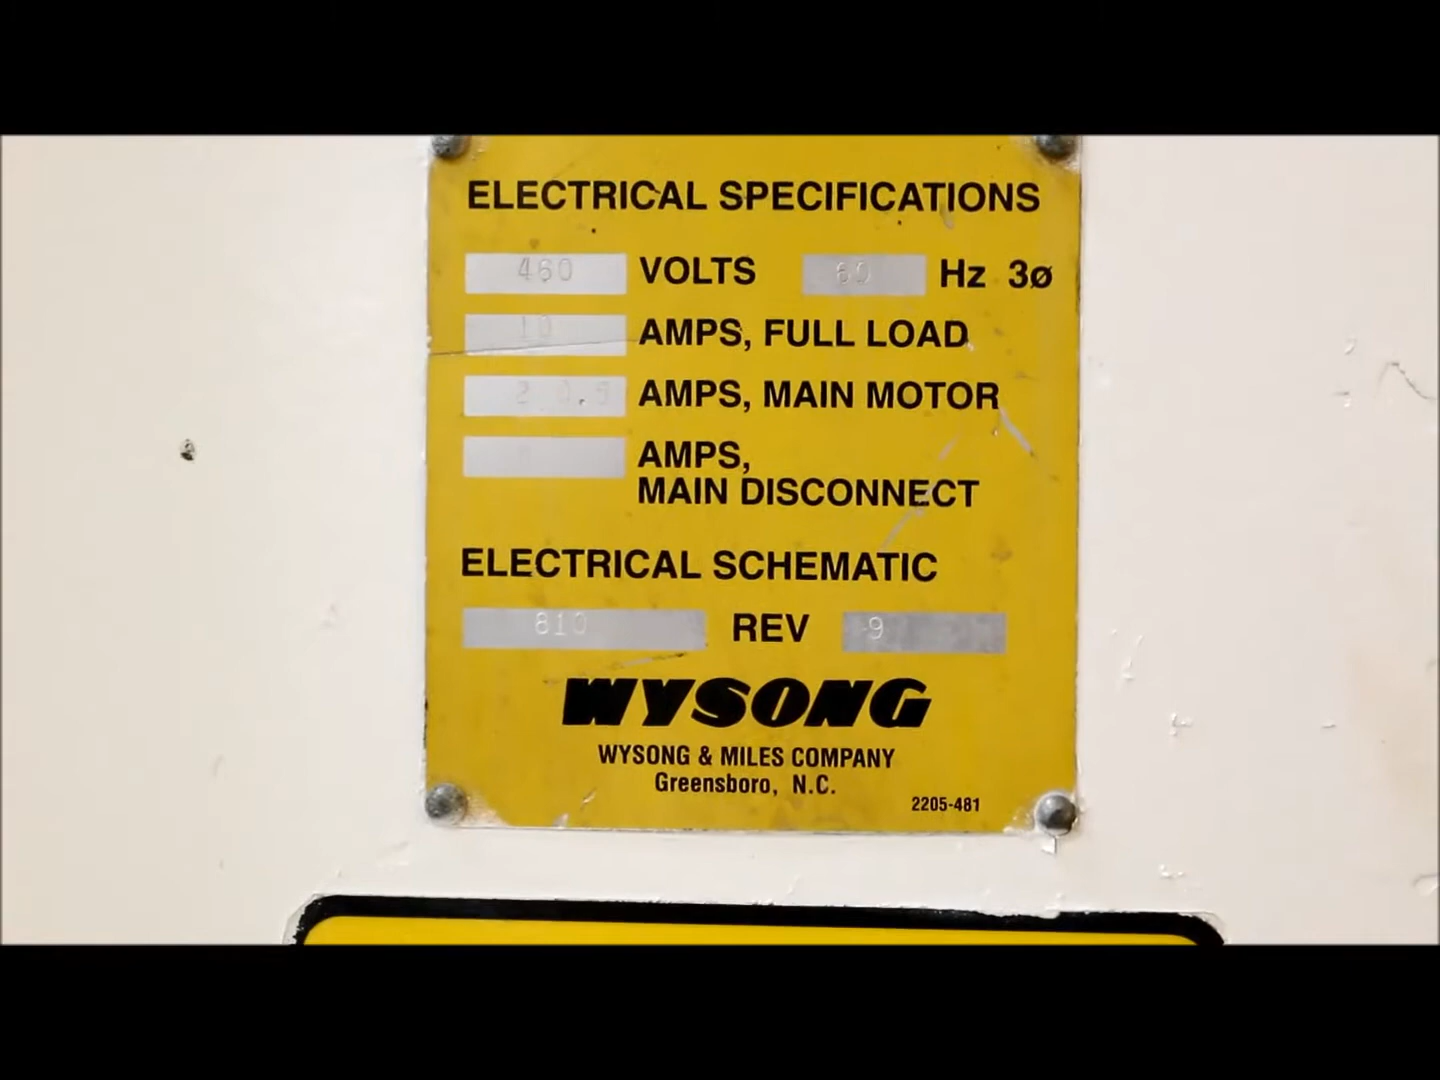 ELECTRICAL SPECIFICATIONS
460 VOLTS 60 Hz 3ø
10 AMPS, FULL LOAD
AMPS, MAIN MOTOR
AMPS,
MAIN DISCONNECT
ELECTRICAL SCHEMATIC
810 REV 9
WYSONG
WYSONG & MILES COMPANY
Greensboro, N.C.
2205-481